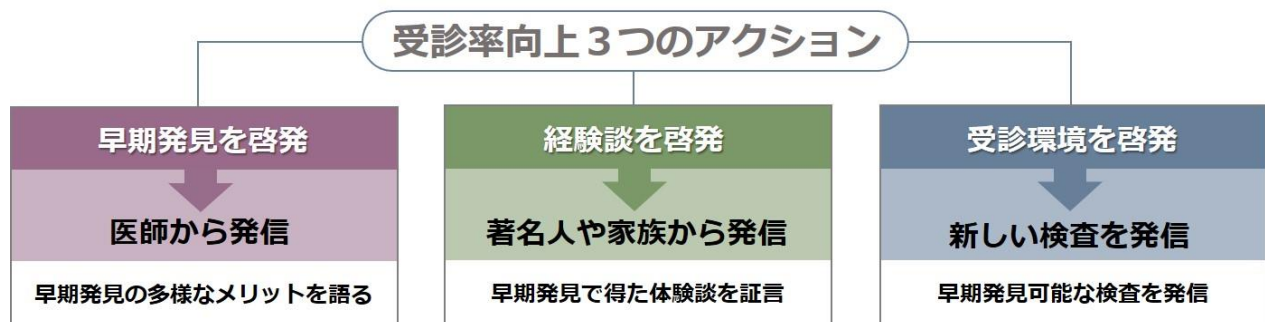 受診率向上３つのアクション
早期発見を啓発
医師から発信
早期発見の多様なメリットを語る
経験談を啓発
著名人や家族から発信
早期発見で得た体験談を証言
受診環境を啓発
新しい検査を発信
早期発見可能な検査を発信